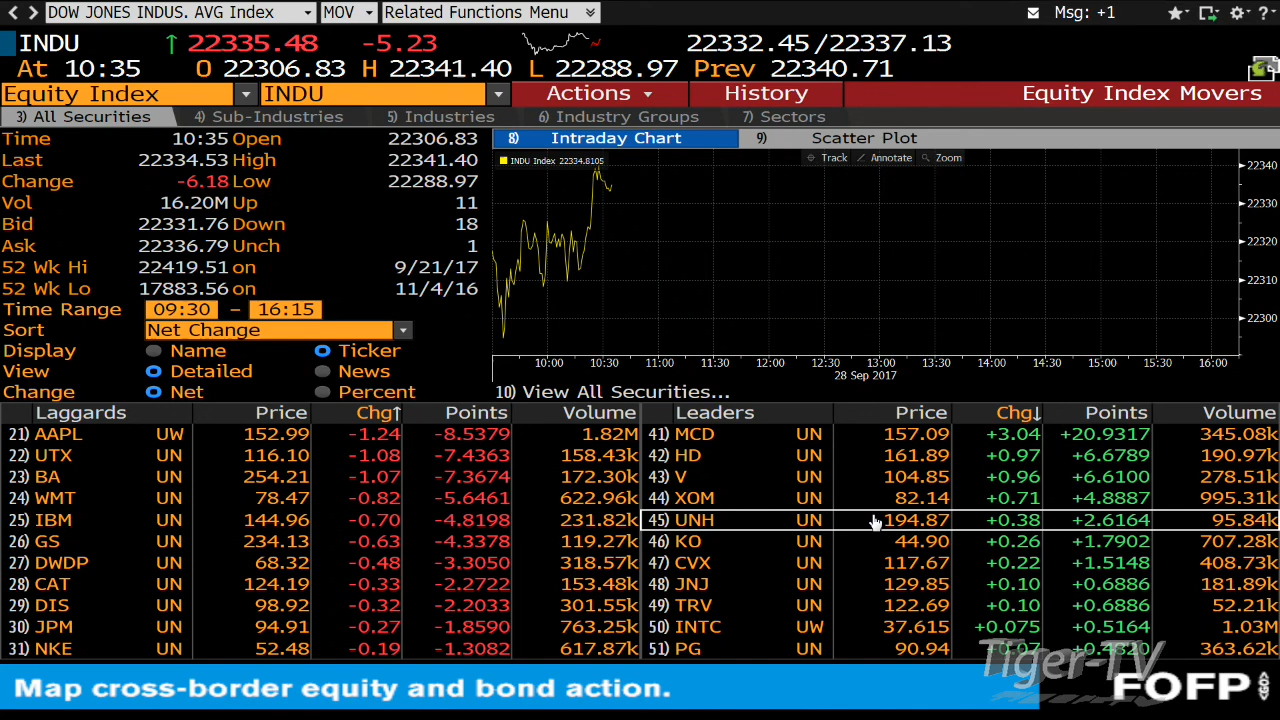 DOW JONES INDUS. AVG Index MOV Related Functions Menu Msg: +1
INDU ↑ 22335.48 -5.23 22332.45/22337.13
At 10:35 O 22306.83 H 22341.40 L 22288.97 Prev 22340.71
Equity Index INDU Actions History Equity Index Movers
3) All Securities 4) Sub-Industries 5) Industries 6) Industry Groups 7) Sectors
Time 10:35 Open 22306.83
Last 22334.53 High 22341.40
Change -6.18 Low 22288.97
Vol 16.20M Up 11
Bid 22331.76 Down 18
Ask 22336.79 Unch 1
52 Wk Hi 22419.51 on 9/21/17
52 Wk Lo 17883.56 on 11/4/16
Time Range 09:30 – 16:15
Sort Net Change
Display Name Ticker
View Detailed News
Change Net Percent
8) Intraday Chart 9) Scatter Plot
INDU Index 22334.8105 Track Annotate Zoom
22340
22330
22320
22310
22300
10:00 10:30 11:00 11:30 12:00 12:30 13:00 13:30 14:00 14:30 15:00 15:30 16:00
28 Sep 2017
10) View All Securities...
Laggards Price Chg↑ Points Volume Leaders Price Chg↓ Points Volume
21) AAPL UW 152.99 -1.24 -8.5379 1.82M 41) MCD UN 157.09 +3.04 +20.9317 345.08k
22) UTX UN 116.10 -1.08 -7.4363 158.43k 42) HD UN 161.89 +0.97 +6.6789 190.97k
23) BA UN 254.21 -1.07 -7.3674 172.30k 43) V UN 104.85 +0.96 +6.6100 278.51k
24) WMT UN 78.47 -0.82 -5.6461 622.96k 44) XOM UN 82.14 +0.71 +4.8887 995.31k
25) IBM UN 144.96 -0.70 -4.8198 231.82k 45) UNH UN 194.87 +0.38 +2.6164 95.84k
26) GS UN 234.13 -0.63 -4.3378 119.27k 46) KO UN 44.90 +0.26 +1.7902 707.28k
27) DWDP UN 68.32 -0.48 -3.3050 318.57k 47) CVX UN 117.67 +0.22 +1.5148 408.73k
28) CAT UN 124.19 -0.33 -2.2722 153.48k 48) JNJ UN 129.85 +0.10 +0.6886 181.89k
29) DIS UN 98.92 -0.32 -2.2033 301.55k 49) TRV UN 122.69 +0.10 +0.6886 52.21k
30) JPM UN 94.91 -0.27 -1.8590 763.25k 50) INTC UW 37.615 +0.075 +0.5164 1.03M
31) NKE UN 52.48 -0.19 -1.3082 617.87k 51) PG UN 90.94 +0.07 +0.4820 363.62k
Tiger-TV
Map cross-border equity and bond action. FOFP <GO>